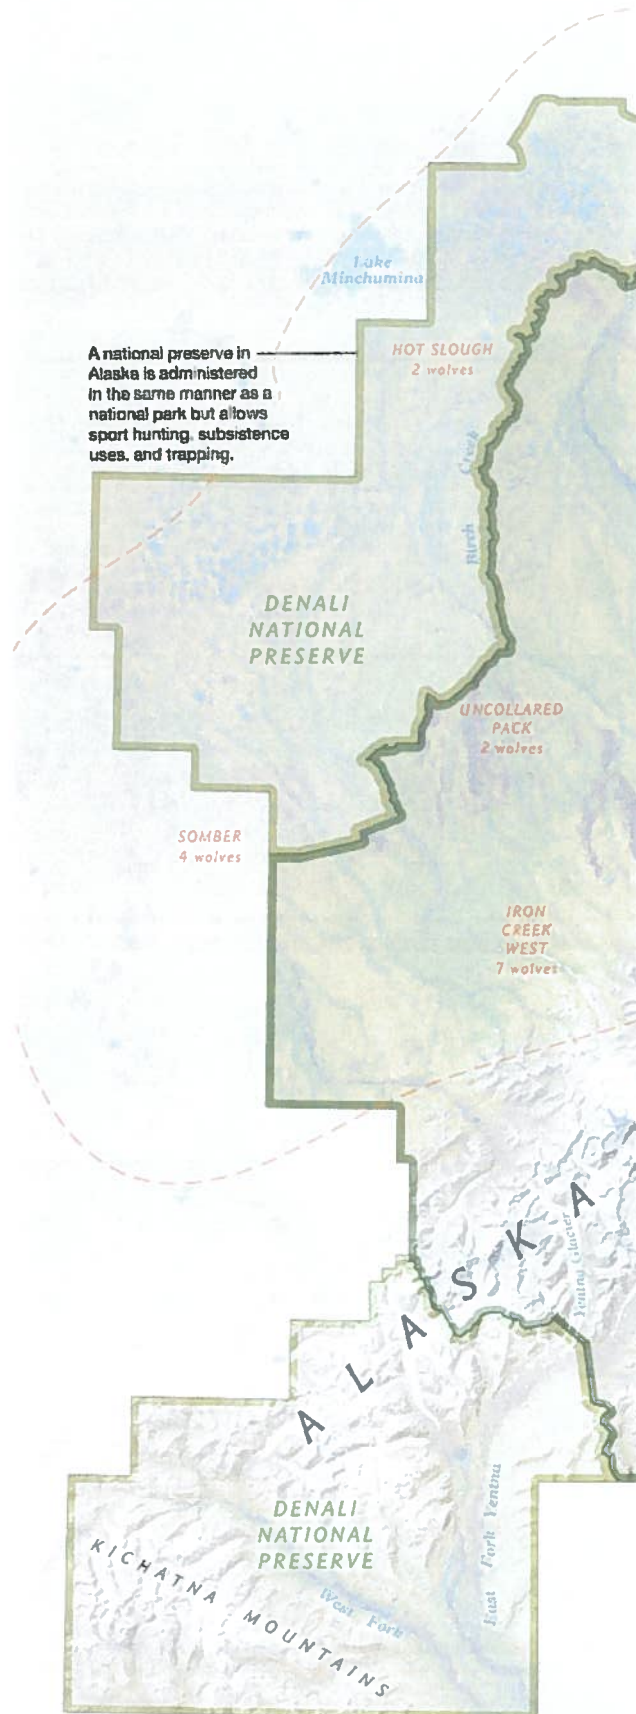 Lake
Minchumina
A national preserve in
Alaska is administered
in the same manner as a
national park but allows
sport hunting, subsistence
uses, and trapping.
HOT SLOUGH
2 wolves
Birch Creek
DENALI
NATIONAL
PRESERVE
UNCOLLARED
PACK
2 wolves
SOMBER
4 wolves
IRON
CREEK
WEST
7 wolves
ALASKA
Yentna Glacier
East Fork Yentna
DENALI
NATIONAL
PRESERVE
West Fork
KICHATNA MOUNTAINS